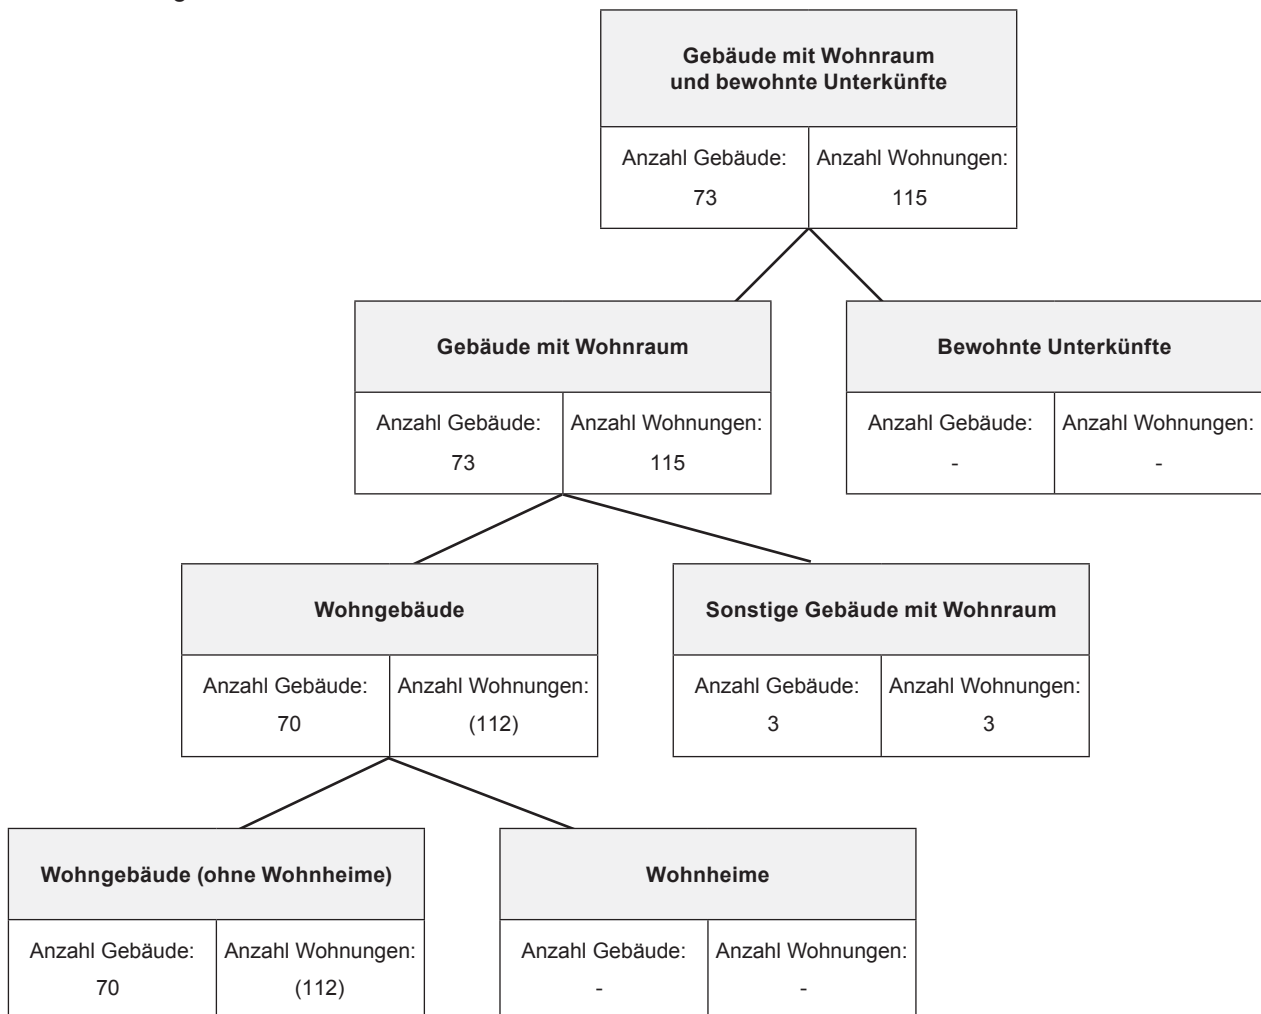 Gebäude mit Wohnraum
und bewohnte Unterkünfte
Anzahl Gebäude: Anzahl Wohnungen:
73 115
Gebäude mit Wohnraum Bewohnte Unterkünfte
Anzahl Gebäude: Anzahl Wohnungen: Anzahl Gebäude: Anzahl Wohnungen:
73 115 - -
Wohngebäude Sonstige Gebäude mit Wohnraum
Anzahl Gebäude: Anzahl Wohnungen: Anzahl Gebäude: Anzahl Wohnungen:
70 (112) 3 3
Wohngebäude (ohne Wohnheime) Wohnheime
Anzahl Gebäude: Anzahl Wohnungen: Anzahl Gebäude: Anzahl Wohnungen:
70 (112) - -